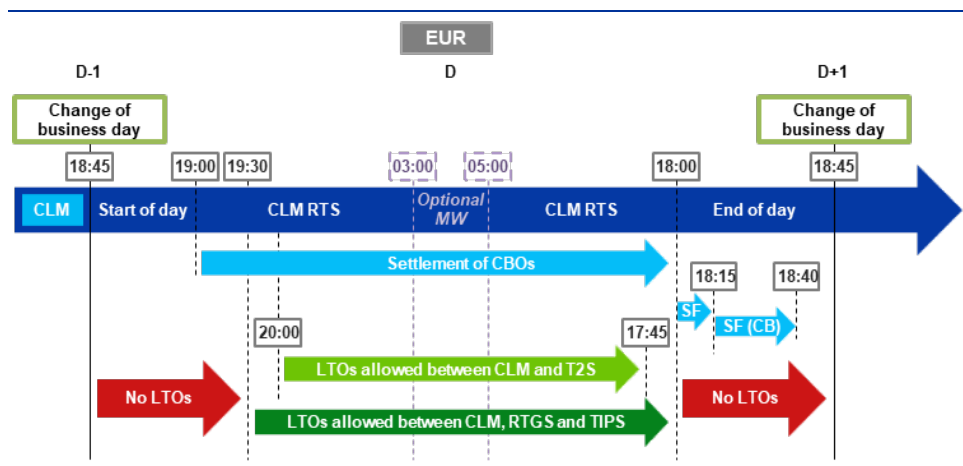 EUR
D-1
D
D+1
Change of
business day
Change of
business day
18:45
19:00
19:30
03:00
05:00
18:00
18:45
CLM
Start of day
CLM RTS
Optional
MW
CLM RTS
End of day
Settlement of CBOs
18:15
18:40
SF
SF (CB)
20:00
17:45
LTOs allowed between CLM and T2S
No LTOs
No LTOs
LTOs allowed between CLM, RTGS and TIPS